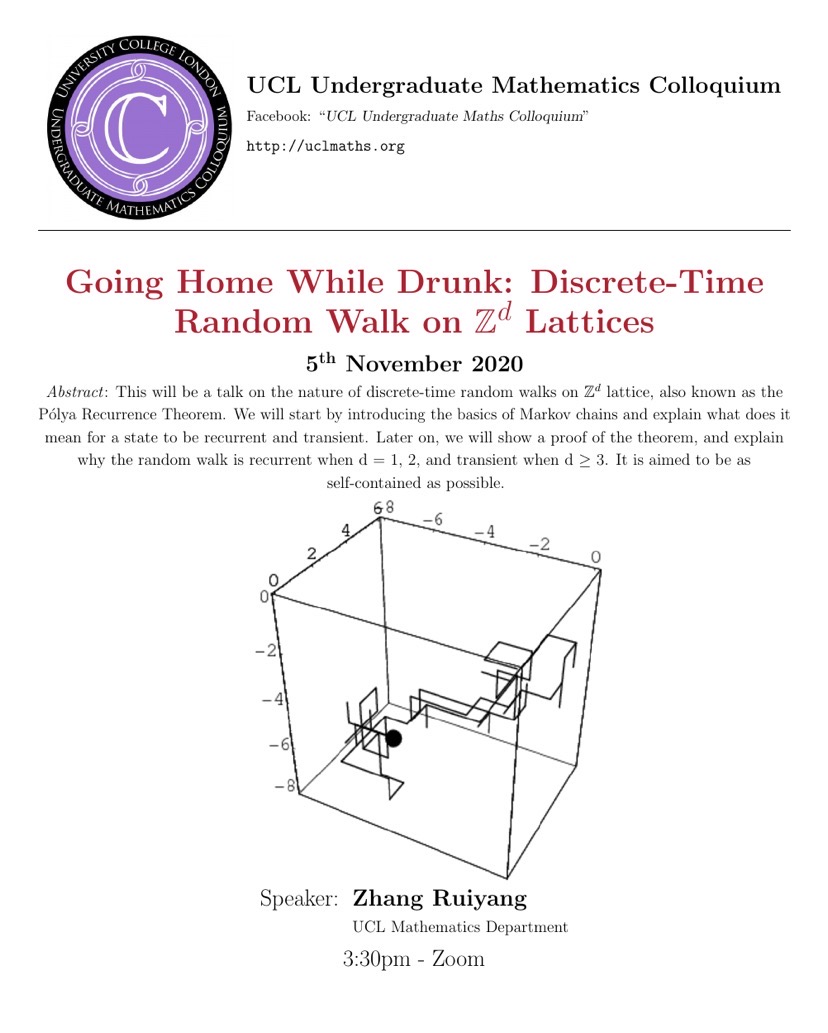 UNIVERSITY COLLEGE LONDON
UNDERGRADUATE MATHEMATICS COLLOQUIUM
C
UCL Undergraduate Mathematics Colloquium
Facebook: “UCL Undergraduate Maths Colloquium”
http://uclmaths.org
Going Home While Drunk: Discrete-Time
Random Walk on ℤᵈ Lattices
5ᵗʰ November 2020
Abstract: This will be a talk on the nature of discrete-time random walks on ℤᵈ lattice, also known as the
Pólya Recurrence Theorem. We will start by introducing the basics of Markov chains and explain what does it
mean for a state to be recurrent and transient. Later on, we will show a proof of the theorem, and explain
why the random walk is recurrent when d = 1, 2, and transient when d ≥ 3. It is aimed to be as
self-contained as possible.
68
−6
4
−4
2
−2
0
0
0
−2
−4
−6
−8
Speaker: Zhang Ruiyang
UCL Mathematics Department
3:30pm - Zoom